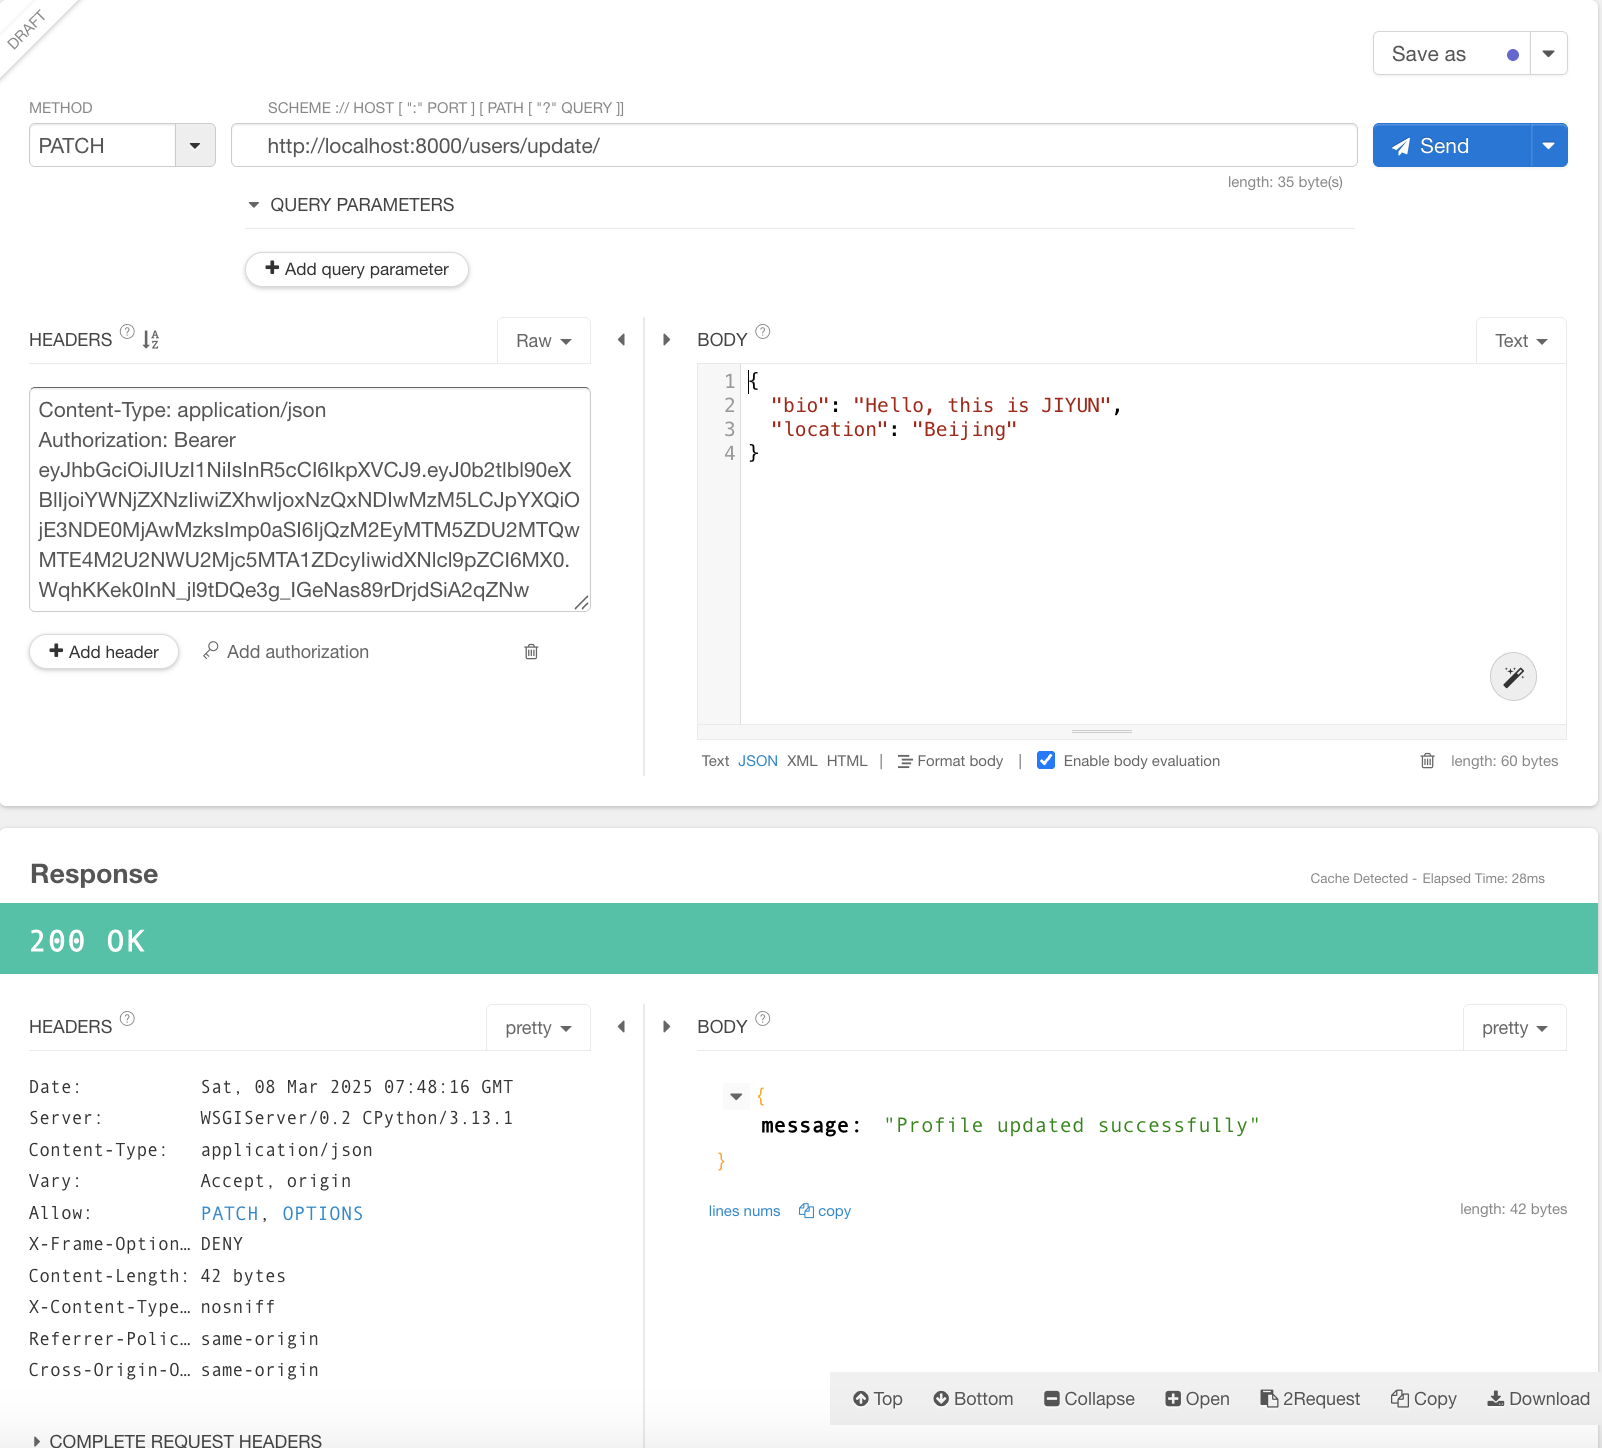 DRAFT
Save as
METHOD
SCHEME :// HOST [ ":" PORT ] [ PATH [ "?" QUERY ]]
PATCH
http://localhost:8000/users/update/
Send
length: 35 byte(s)
QUERY PARAMETERS
Add query parameter
HEADERS
Raw
Content-Type: application/json
Authorization: Bearer
eyJhbGciOiJIUzI1NiIsInR5cCI6IkpXVCJ9.eyJ0b2tlbl90eX
BlIjoiYWNjZXNzIiwiZXhwIjoxNzQxNDIwMzM5LCJpYXQiO
jE3NDE0MjAwMzksImp0aSI6IjQzM2EyMTM5ZDU2MTQw
MTE4M2U2NWU2Mjc5MTA1ZDcyIiwidXNlcl9pZCI6MX0.
WqhKKek0InN_jl9tDQe3g_IGeNas89rDrjdSiA2qZNw
Add header
Add authorization
BODY
Text
1 {
2 "bio": "Hello, this is JIYUN",
3 "location": "Beijing"
4 }
Text JSON XML HTML | Format body | Enable body evaluation
length: 60 bytes
Response
Cache Detected - Elapsed Time: 28ms
200 OK
HEADERS
pretty
Date: Sat, 08 Mar 2025 07:48:16 GMT
Server: WSGIServer/0.2 CPython/3.13.1
Content-Type: application/json
Vary: Accept, origin
Allow: PATCH, OPTIONS
X-Frame-Option… DENY
Content-Length: 42 bytes
X-Content-Type… nosniff
Referrer-Polic… same-origin
Cross-Origin-O… same-origin
COMPLETE REQUEST HEADERS
BODY
pretty
{
message: "Profile updated successfully"
}
lines nums copy
length: 42 bytes
Top Bottom Collapse Open 2Request Copy Download